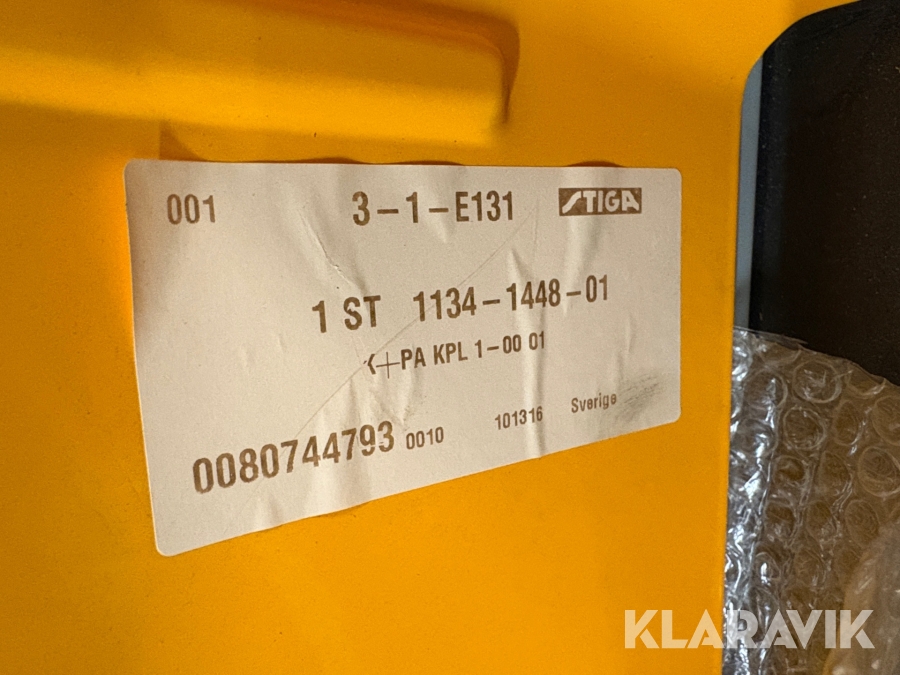 001 3-1-E131 STIGA
1 ST 1134-1448-01
PA KPL 1-00 01
0080744793 0010 101316 Sverige
KLARAVIK